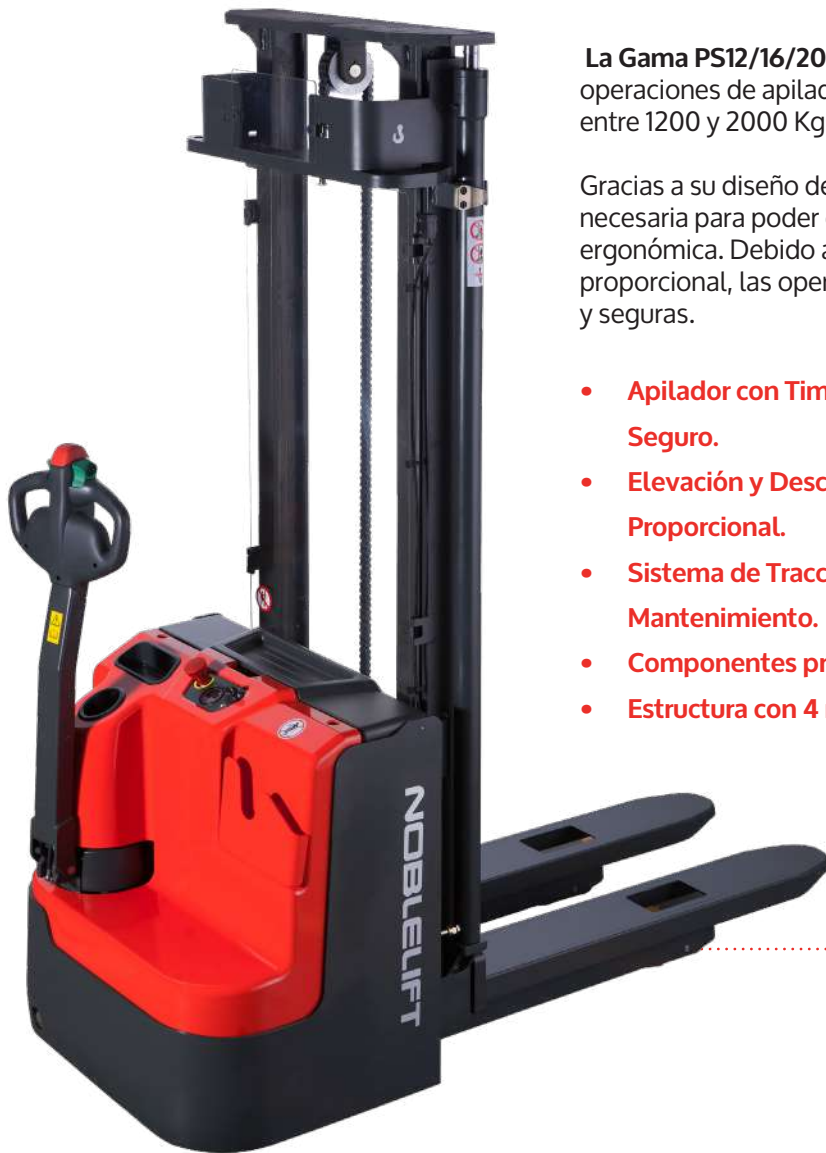 La Gama PS12/16/20
operaciones de apilad
entre 1200 y 2000 Kg
Gracias a su diseño de
necesaria para poder
ergonómica. Debido a
proporcional, las oper
y seguras.
• Apilador con Tim
Seguro.
• Elevación y Desc
Proporcional.
• Sistema de Tracc
Mantenimiento.
• Componentes pr
• Estructura con 4
NOBLELIFT